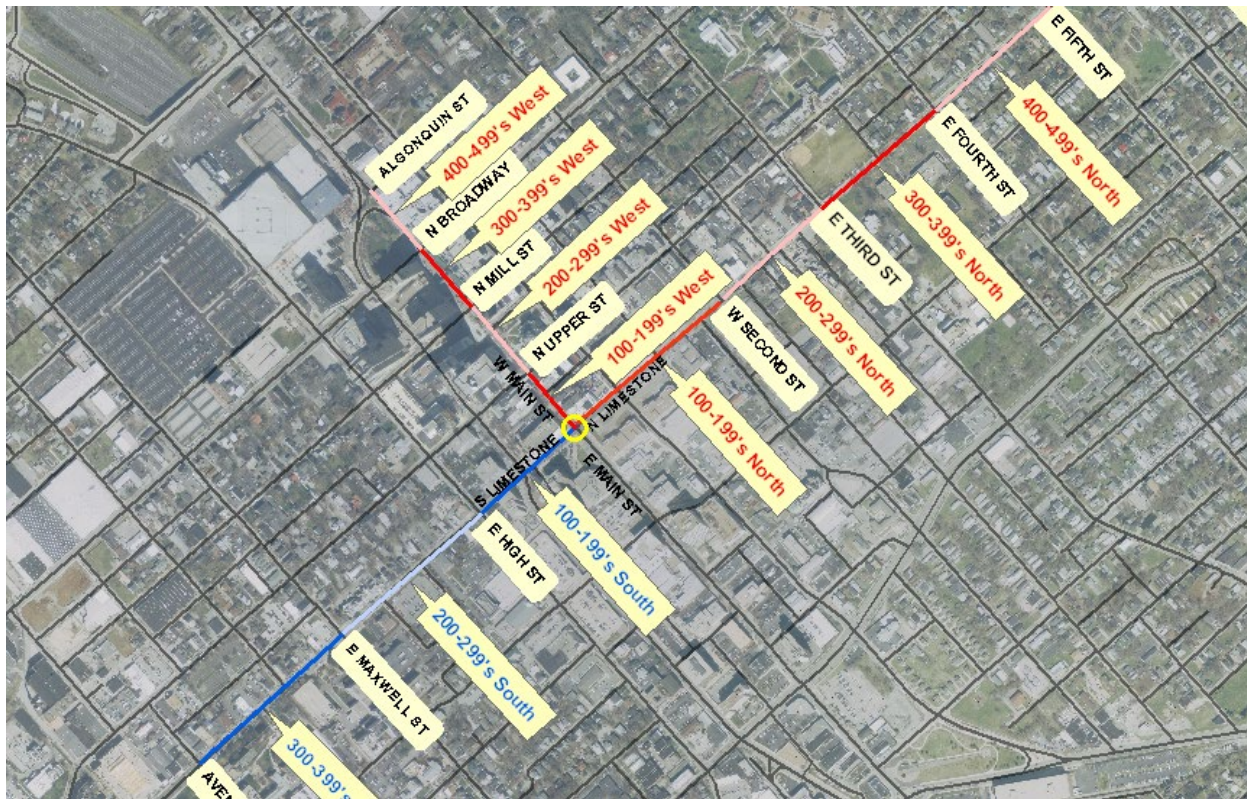 E FIFTH ST
400-499's North
E FOURTH ST
300-399's North
E THIRD ST
200-299's North
W SECOND ST
100-199's North
N LIMESTONE
ALGONQUIN ST
400-499's West
N BROADWAY
300-399's West
N MILL ST
200-299's West
N UPPER ST
100-199's West
W MAIN ST
E MAIN ST
S LIMESTONE
100-199's South
E HIGH ST
200-299's South
E MAXWELL ST
300-399's